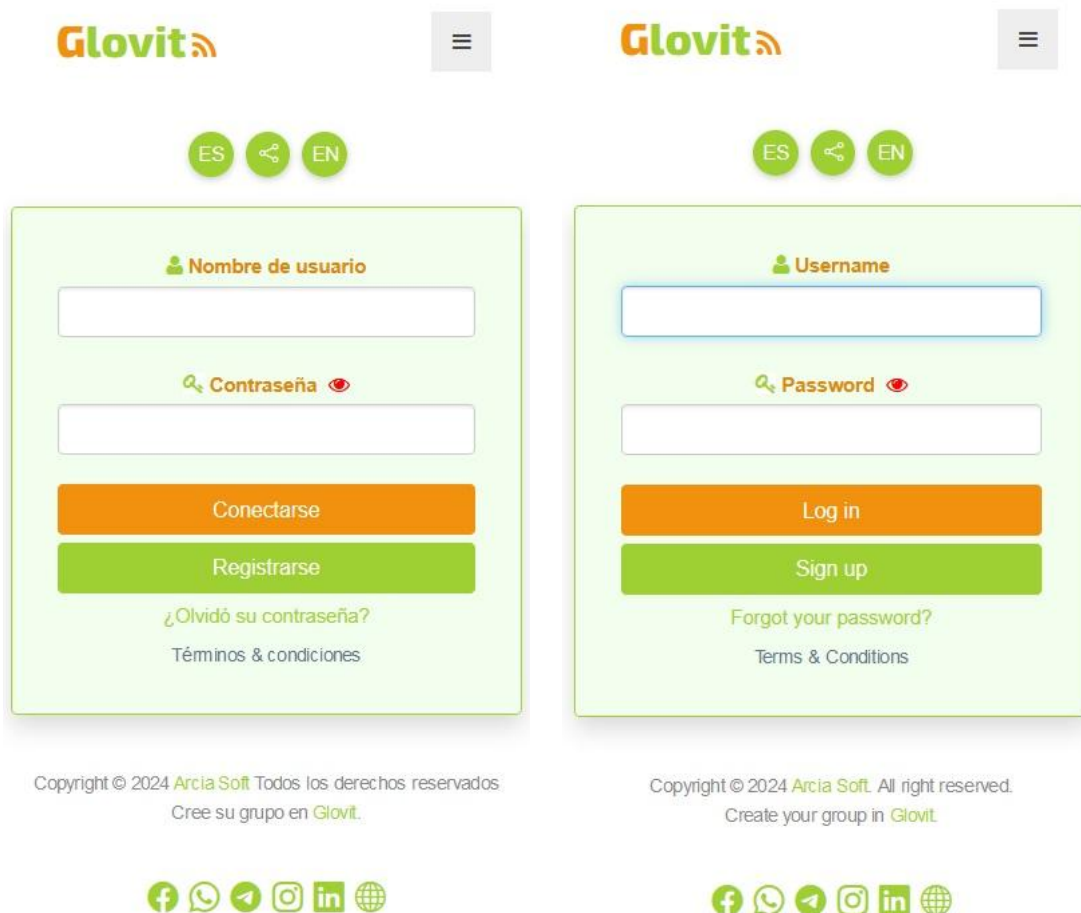 Glovit
ES EN
Nombre de usuario
Contraseña
Conectarse
Registrarse
¿Olvidó su contraseña?
Términos & condiciones
Copyright © 2024 Arcia Soft Todos los derechos reservados
Cree su grupo en Glovit.
Glovit
ES EN
Username
Password
Log in
Sign up
Forgot your password?
Terms & Conditions
Copyright © 2024 Arcia Soft. All right reserved.
Create your group in Glovit.